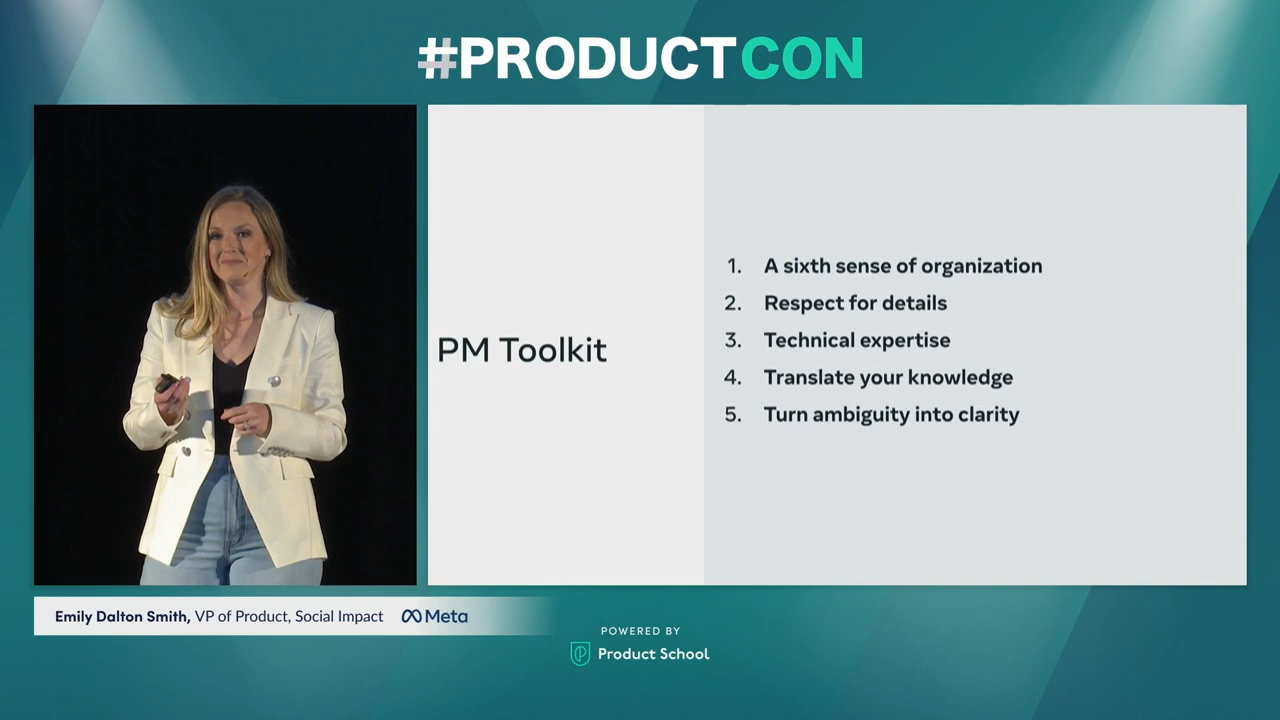 #PRODUCTCON
PM Toolkit
1. A sixth sense of organization
2. Respect for details
3. Technical expertise
4. Translate your knowledge
5. Turn ambiguity into clarity
Emily Dalton Smith, VP of Product, Social Impact Meta
POWERED BY
Product School